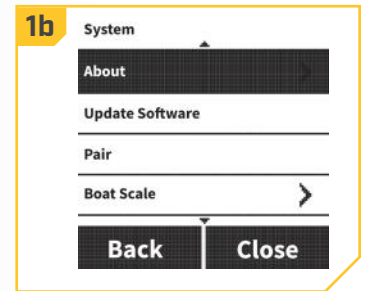 1b
System
About
Update Software
Pair
Boat Scale
Back Close